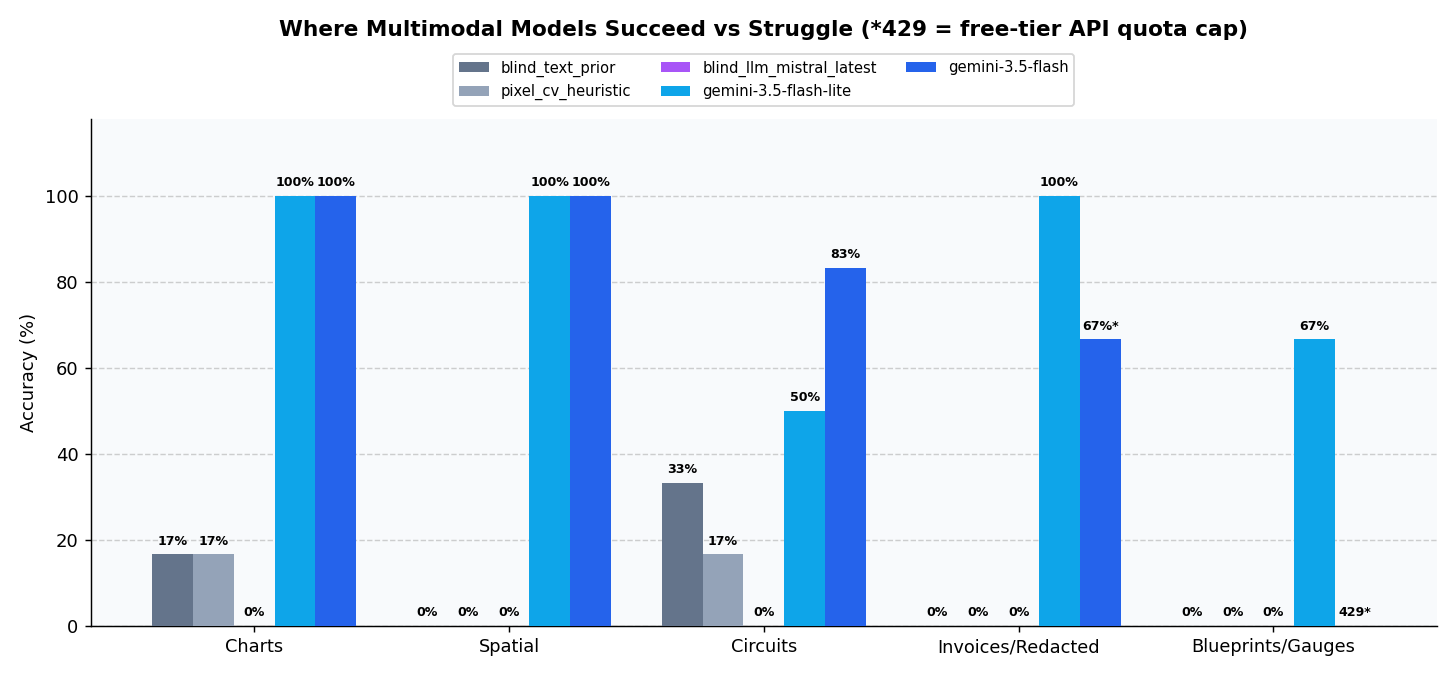 Where Multimodal Models Succeed vs Struggle (*429 = free-tier API quota cap)
blind_text_prior
pixel_cv_heuristic
blind_llm_mistral_latest
gemini-3.5-flash-lite
gemini-3.5-flash
Accuracy (%)
100
80
60
40
20
0
17% 17% 0% 100% 100%
0% 0% 0% 100% 100%
33% 17% 0% 50% 83%
0% 0% 0% 100% 67%*
0% 0% 0% 67% 429*
Charts Spatial Circuits Invoices/Redacted Blueprints/Gauges